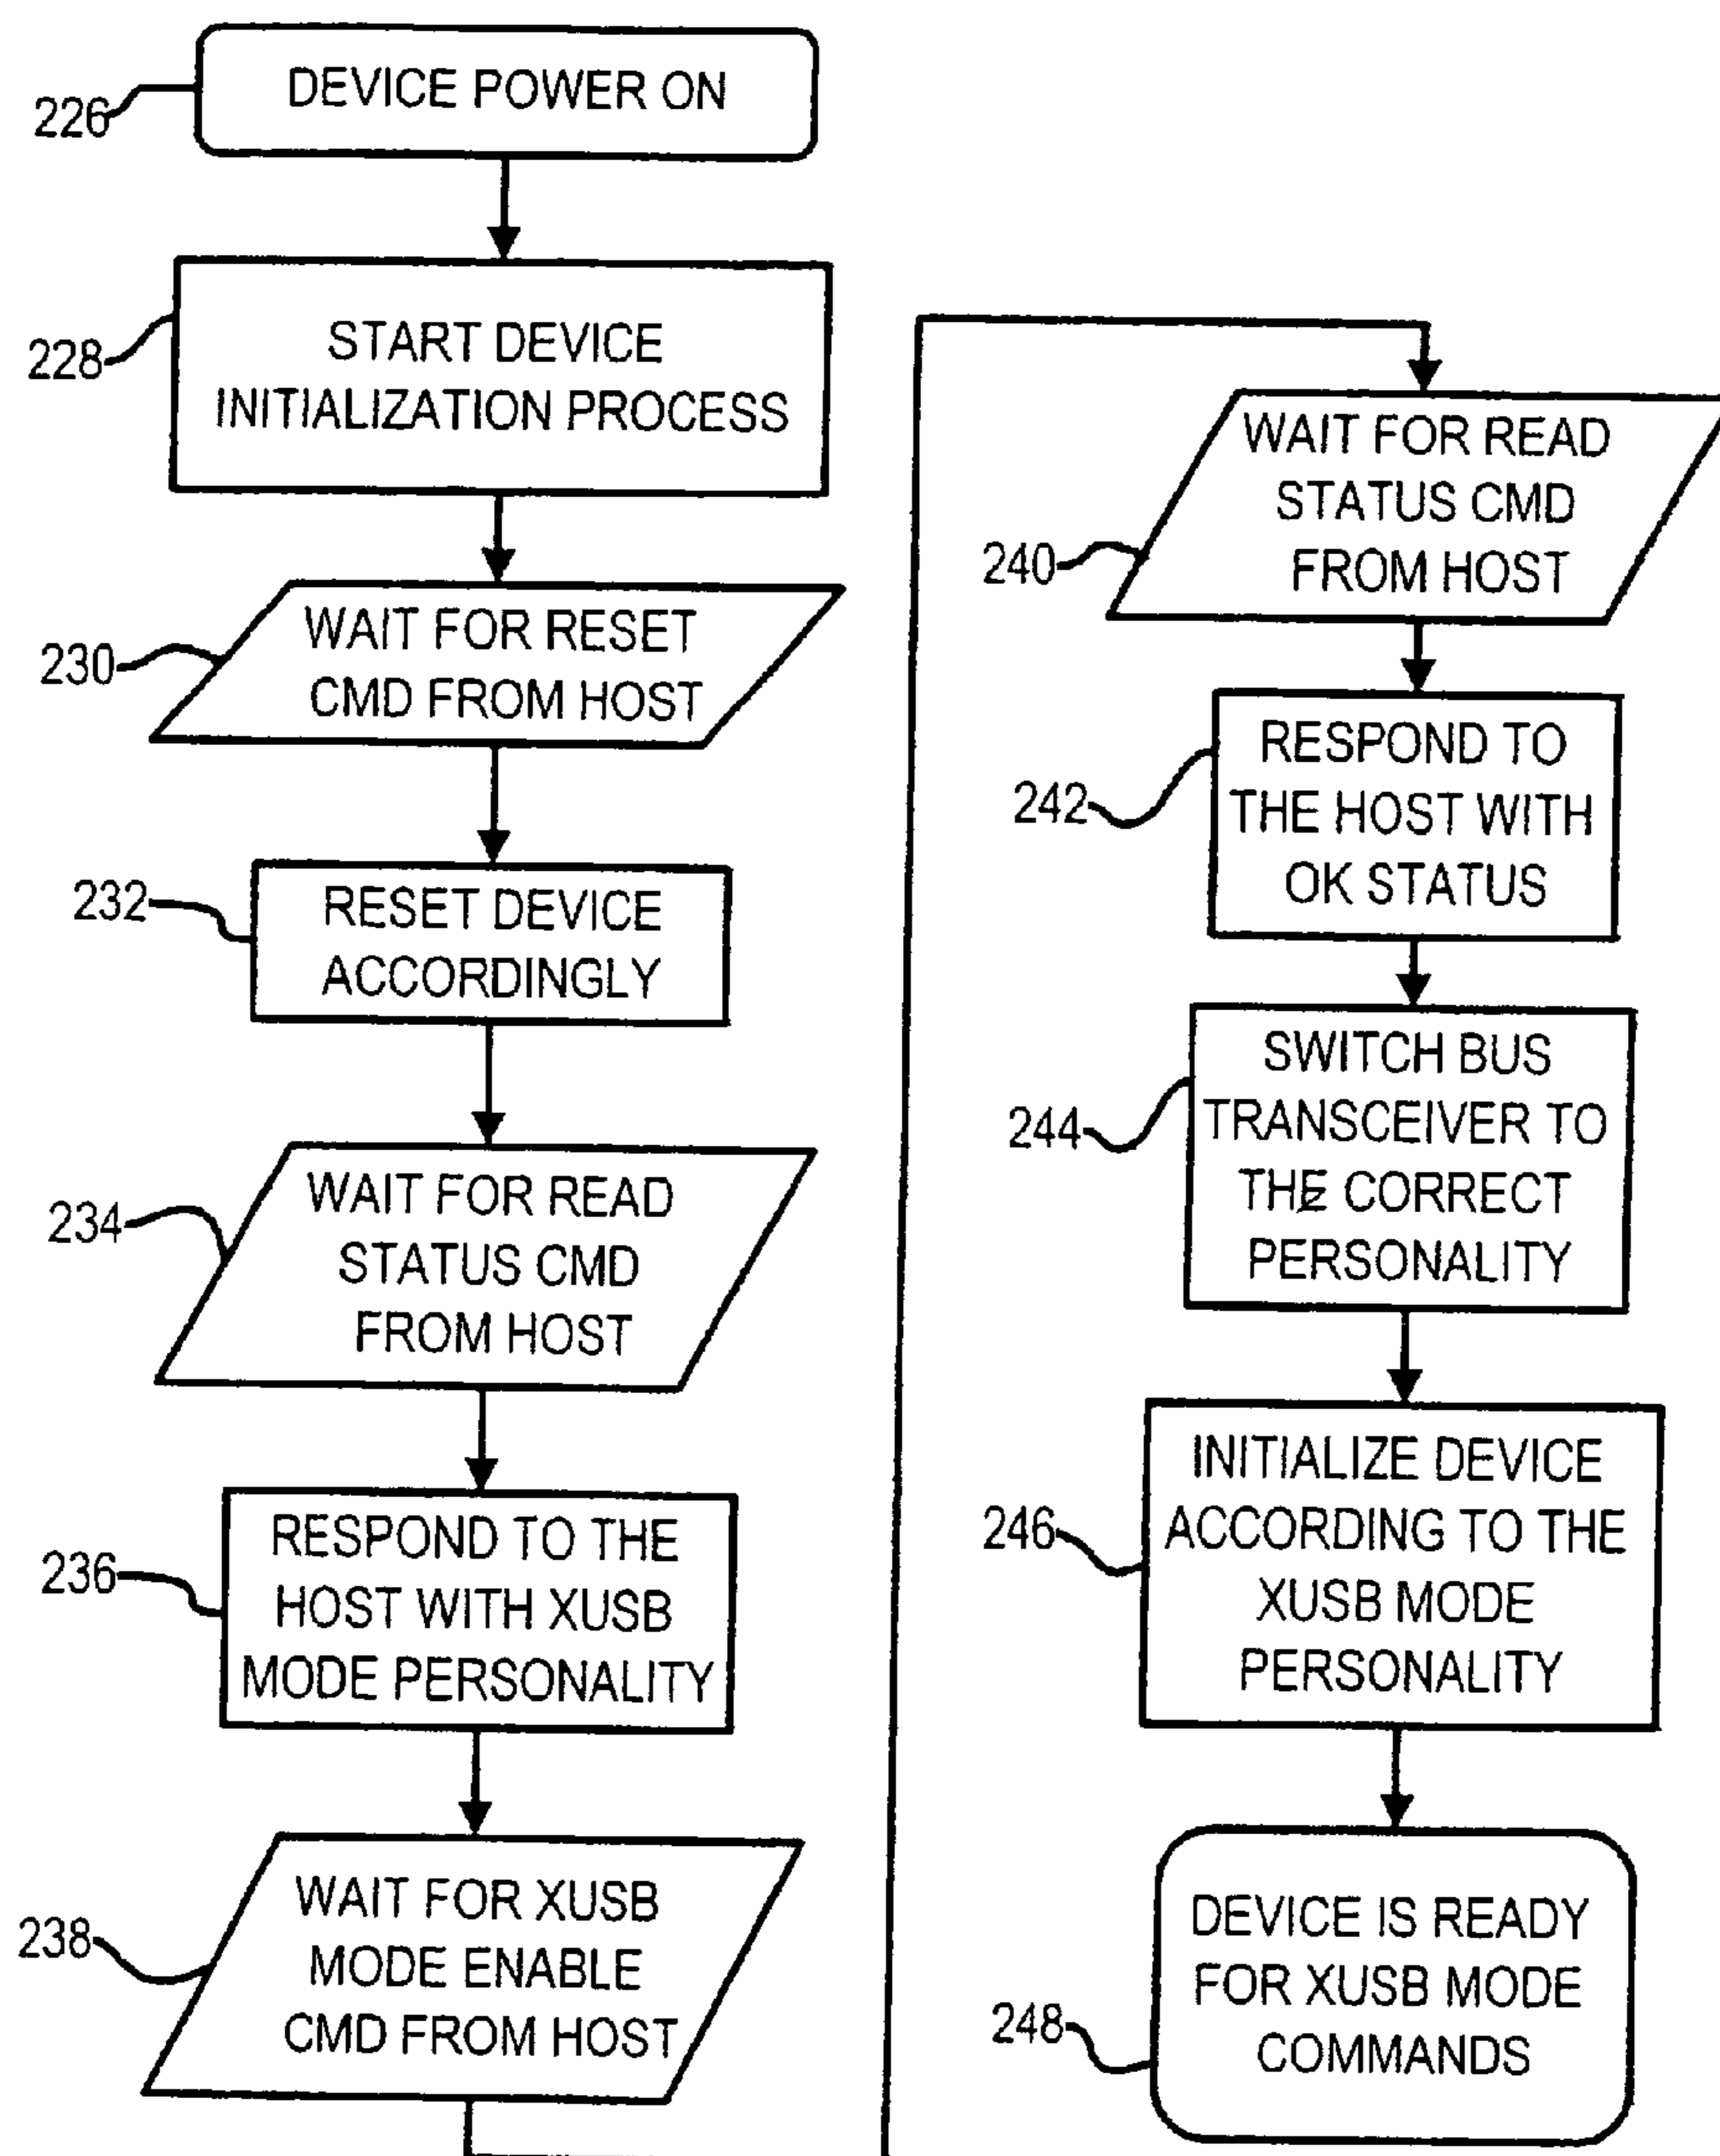 226
DEVICE POWER ON
228
START DEVICE
INITIALIZATION PROCESS
230
WAIT FOR RESET
CMD FROM HOST
232
RESET DEVICE
ACCORDINGLY
234
WAIT FOR READ
STATUS CMD
FROM HOST
236
RESPOND TO THE
HOST WITH XUSB
MODE PERSONALITY
238
WAIT FOR XUSB
MODE ENABLE
CMD FROM HOST
240
WAIT FOR READ
STATUS CMD
FROM HOST
242
RESPOND TO
THE HOST WITH
OK STATUS
244
SWITCH BUS
TRANSCEIVER TO
THE CORRECT
PERSONALITY
246
INITIALIZE DEVICE
ACCORDING TO THE
XUSB MODE
PERSONALITY
248
DEVICE IS READY
FOR XUSB MODE
COMMANDS